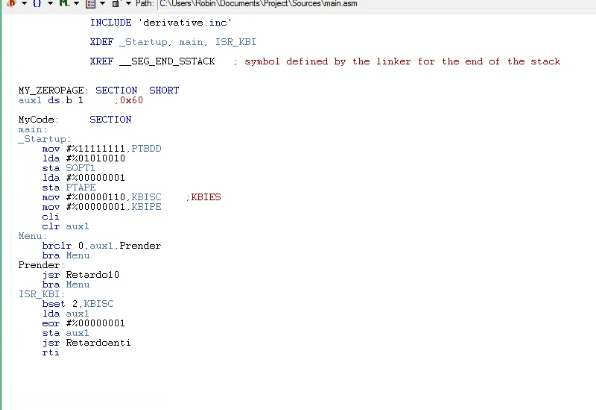 Path: C:\Users\Robin\Documents\Project\Sources\main.asm
INCLUDE 'derivative.inc'
XDEF _Startup, main, ISR_KBI
XREF __SEG_END_SSTACK ; symbol defined by the linker for the end of the stack
MY_ZEROPAGE: SECTION SHORT
aux1 ds.b 1 ;0x60
MyCode: SECTION
main:
_Startup:
mov #%11111111,PTBDD
lda #%01010010
sta SOPT1
lda #%00000001
sta PTAPE
mov #%00000110,KBISC ;KBIES
mov #%00000001,KBIPE
cli
clr aux1
Menu:
brclr 0,aux1,Prender
bra Menu
Prender:
jsr Retardo10
bra Menu
ISR_KBI:
bset 2,KBISC
lda aux1
eor #%00000001
sta aux1
jsr Retardoanti
rti